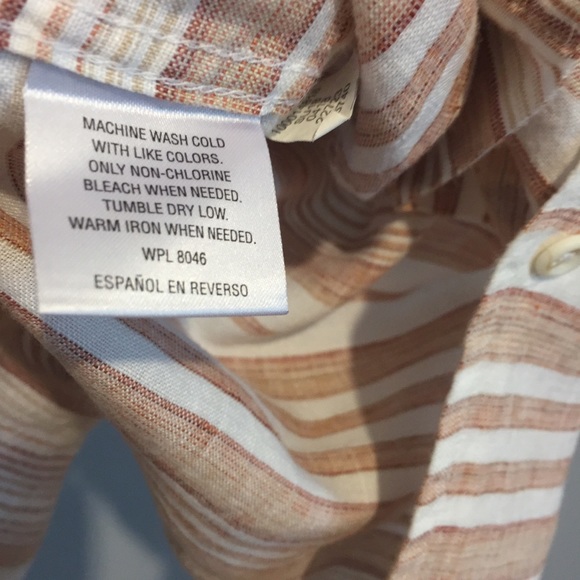 MACHINE WASH COLD
WITH LIKE COLORS.
ONLY NON-CHLORINE
BLEACH WHEN NEEDED.
TUMBLE DRY LOW.
WARM IRON WHEN NEEDED.
WPL 8046
ESPAÑOL EN REVERSO